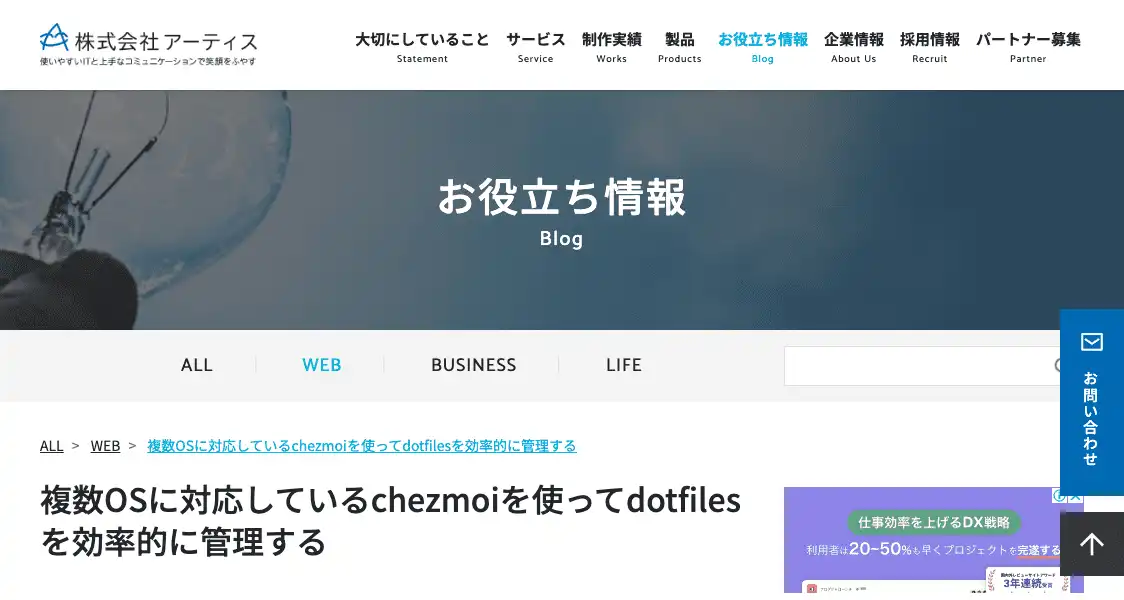 株式会社 アーティス
使いやすいITと上手なコミュニケーションで笑顔をふやす
大切にしていること サービス 制作実績 製品 お役立ち情報 企業情報 採用情報 パートナー募集
Statement Service Works Products Blog About Us Recruit Partner
お役立ち情報
Blog
ALL WEB BUSINESS LIFE
お問い合わせ
ALL > WEB > 複数OSに対応しているchezmoiを使ってdotfilesを効率的に管理する
複数OSに対応しているchezmoiを使ってdotfiles
を効率的に管理する
仕事効率を上げるDX戦略
利用者は20~50%も早くプロジェクトを完遂する
3年連続受賞